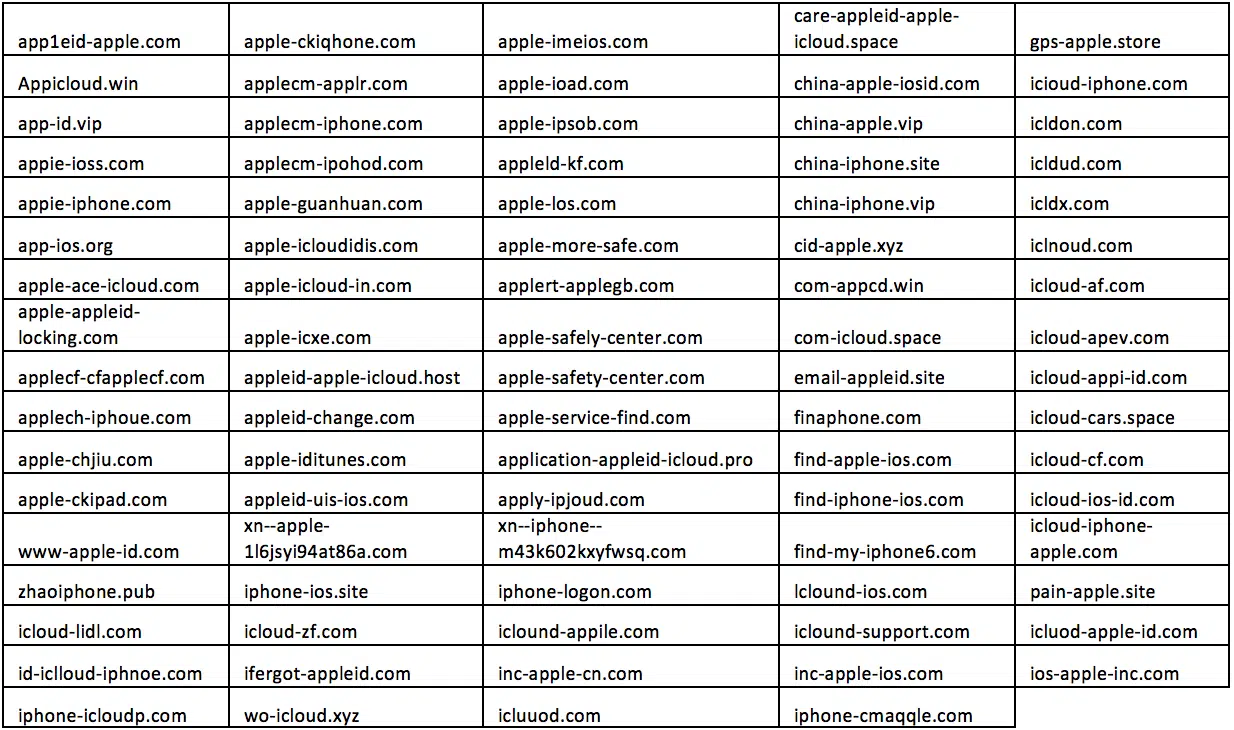 app1eid-apple.com apple-ckiqhone.com apple-imeios.com care-appleid-apple-
icloud.space gps-apple.store
Appicloud.win applecm-applr.com apple-ioad.com china-apple-iosid.com icioud-iphone.com
app-id.vip applecm-iphone.com apple-ipsob.com china-apple.vip icldon.com
appie-ioss.com applecm-ipohod.com appleld-kf.com china-iphone.site icldud.com
appie-iphone.com apple-guanhuan.com apple-los.com china-iphone.vip icldx.com
app-ios.org apple-icloudidis.com apple-more-safe.com cid-apple.xyz iclnoud.com
apple-ace-icloud.com apple-icloud-in.com applert-applegb.com com-appcd.win icloud-af.com
apple-appleid-
locking.com apple-icxe.com apple-safely-center.com com-icloud.space icloud-apev.com
applecf-cfapplecf.com appleid-apple-icloud.host apple-safety-center.com email-appleid.site icloud-appi-id.com
applech-iphoue.com appleid-change.com apple-service-find.com finaphone.com icloud-cars.space
apple-chjiu.com apple-iditunes.com application-appleid-icloud.pro find-apple-ios.com icloud-cf.com
apple-ckipad.com appleid-uis-ios.com apply-ipjoud.com find-iphone-ios.com icloud-ios-id.com
www-apple-id.com xn--apple-
1l6jsyi94at86a.com xn--iphone--
m43k602kxyfwsq.com find-my-iphone6.com icloud-iphone-
apple.com
zhaoiphone.pub iphone-ios.site iphone-logon.com lclound-ios.com pain-apple.site
icloud-lidl.com icloud-zf.com iclound-appile.com iclound-support.com icluod-apple-id.com
id-iclloud-iphnoe.com ifergot-appleid.com inc-apple-cn.com inc-apple-ios.com ios-apple-inc.com
iphone-icloudp.com wo-icloud.xyz icluuod.com iphone-cmaqqle.com